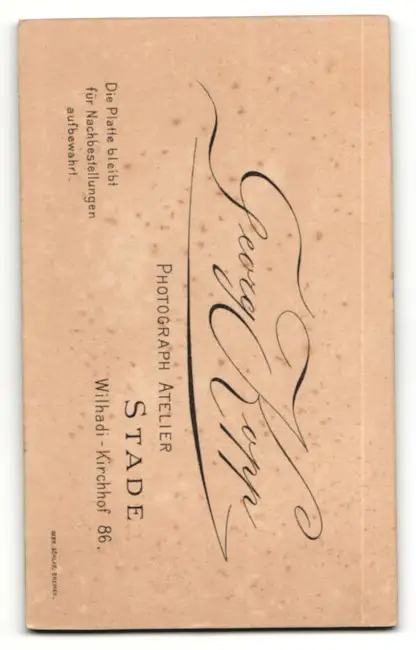 Georg Kopp
PHOTOGRAPH ATELIER
STADE
Wilhadi-Kirchhof 86.
Die Platte bleibt
für Nachbestellungen
aufbewahrt.